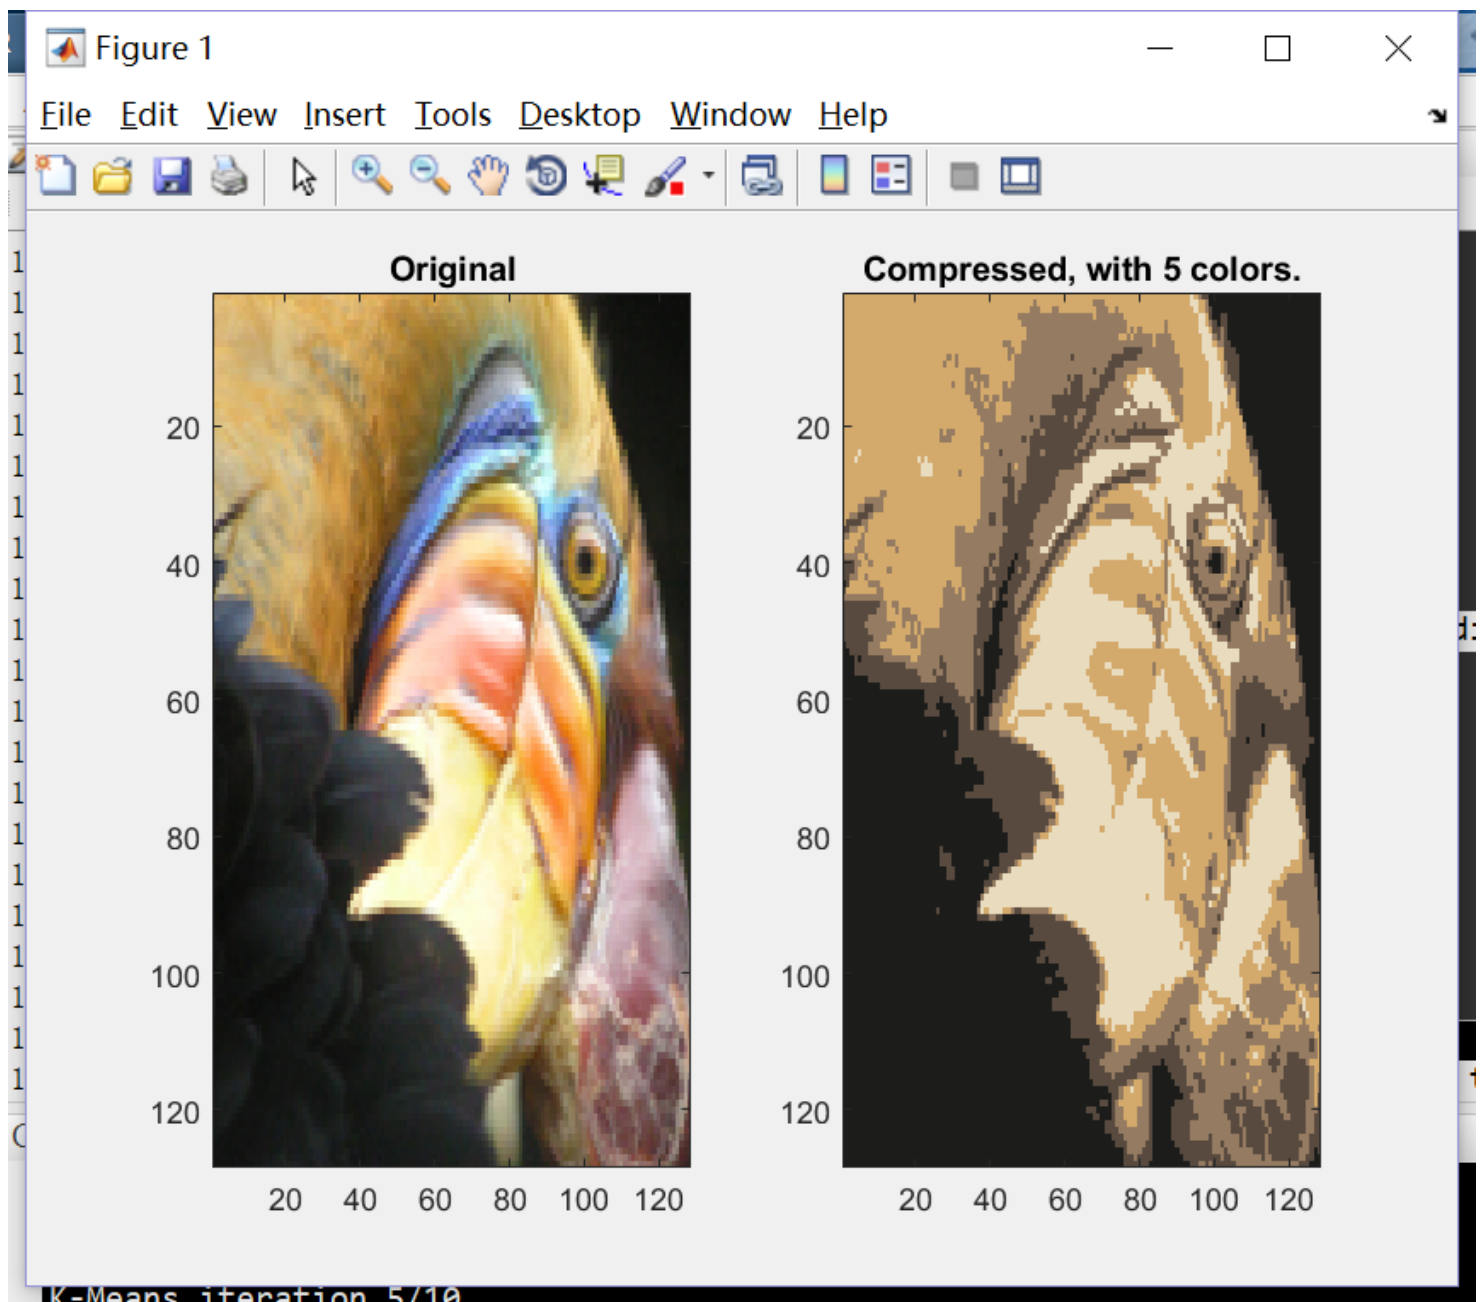 Figure 1
File Edit View Insert Tools Desktop Window Help
Original
Compressed, with 5 colors.
20
40
60
80
100
120
20 40 60 80 100 120
20
40
60
80
100
120
20 40 60 80 100 120
K-Means iteration 5/10